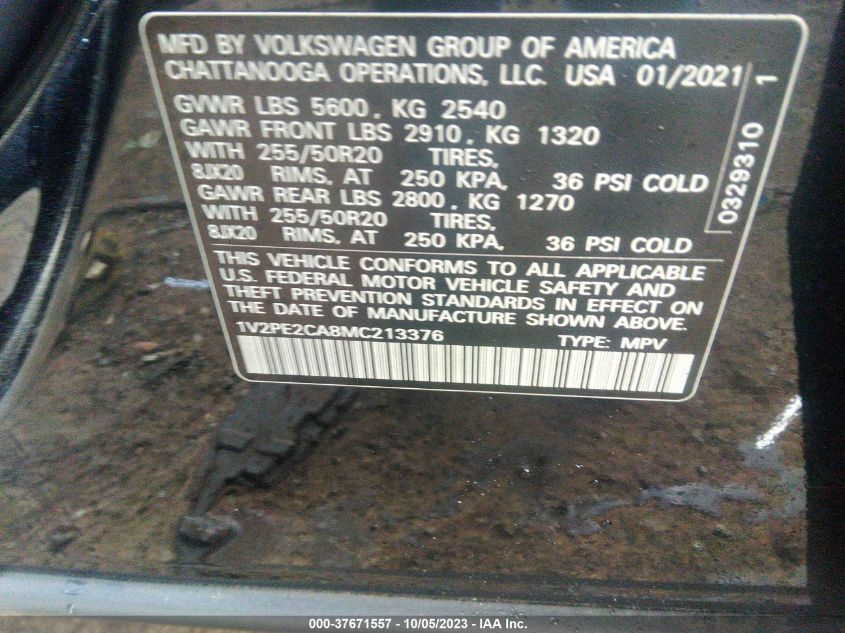 MFD BY VOLKSWAGEN GROUP OF AMERICA
CHATTANOOGA OPERATIONS, LLC. USA 01/2021
GVWR LBS 5600, KG 2540
GAWR FRONT LBS 2910, KG 1320
WITH 255/50R20 TIRES,
8JX20 RIMS, AT 250 KPA, 36 PSI COLD
GAWR REAR LBS 2800, KG 1270
WITH 255/50R20 TIRES,
8JX20 RIMS, AT 250 KPA, 36 PSI COLD
THIS VEHICLE CONFORMS TO ALL APPLICABLE
U.S. FEDERAL MOTOR VEHICLE SAFETY AND
THEFT PREVENTION STANDARDS IN EFFECT ON
THE DATE OF MANUFACTURE SHOWN ABOVE.
1V2PE2CA8MC213376 TYPE: MPV
0329310 1
000-37671557 - 10/05/2023 - IAA Inc.